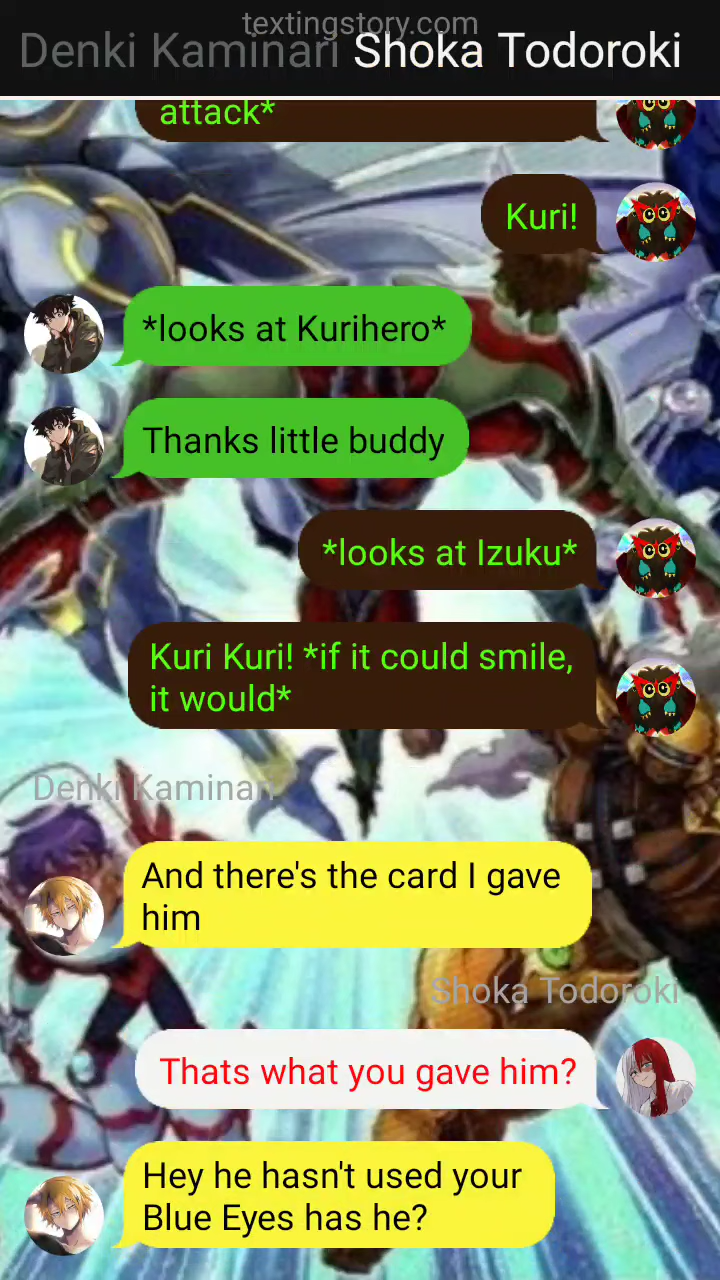 textingstory.com
Denki Kaminari Shoka Todoroki
attack*
Kuri!
*looks at Kurihero*
Thanks little buddy
*looks at Izuku*
Kuri Kuri! *if it could smile,
it would*
Denki Kaminari
And there's the card I gave
him
Shoka Todoroki
Thats what you gave him?
Hey he hasn't used your
Blue Eyes has he?